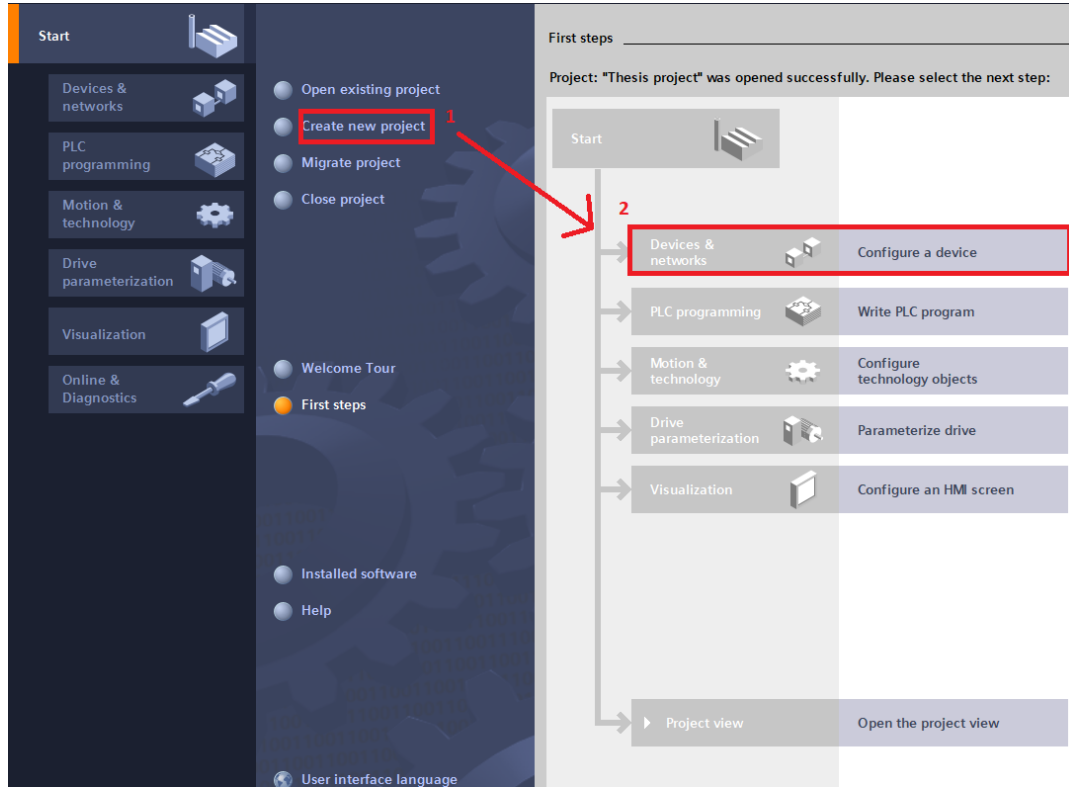 Start
Devices &
networks
PLC
programming
Motion &
technology
Drive
parameterization
Visualization
Online &
Diagnostics
Open existing project
Create new project
1
Migrate project
Close project
Welcome Tour
First steps
Installed software
Help
User interface language
First steps
Project: "Thesis project" was opened successfully. Please select the next step:
Start
2
Devices &
networks
Configure a device
PLC programming
Write PLC program
Motion &
technology
Configure
technology objects
Drive
parameterization
Parameterize drive
Visualization
Configure an HMI screen
Project view
Open the project view